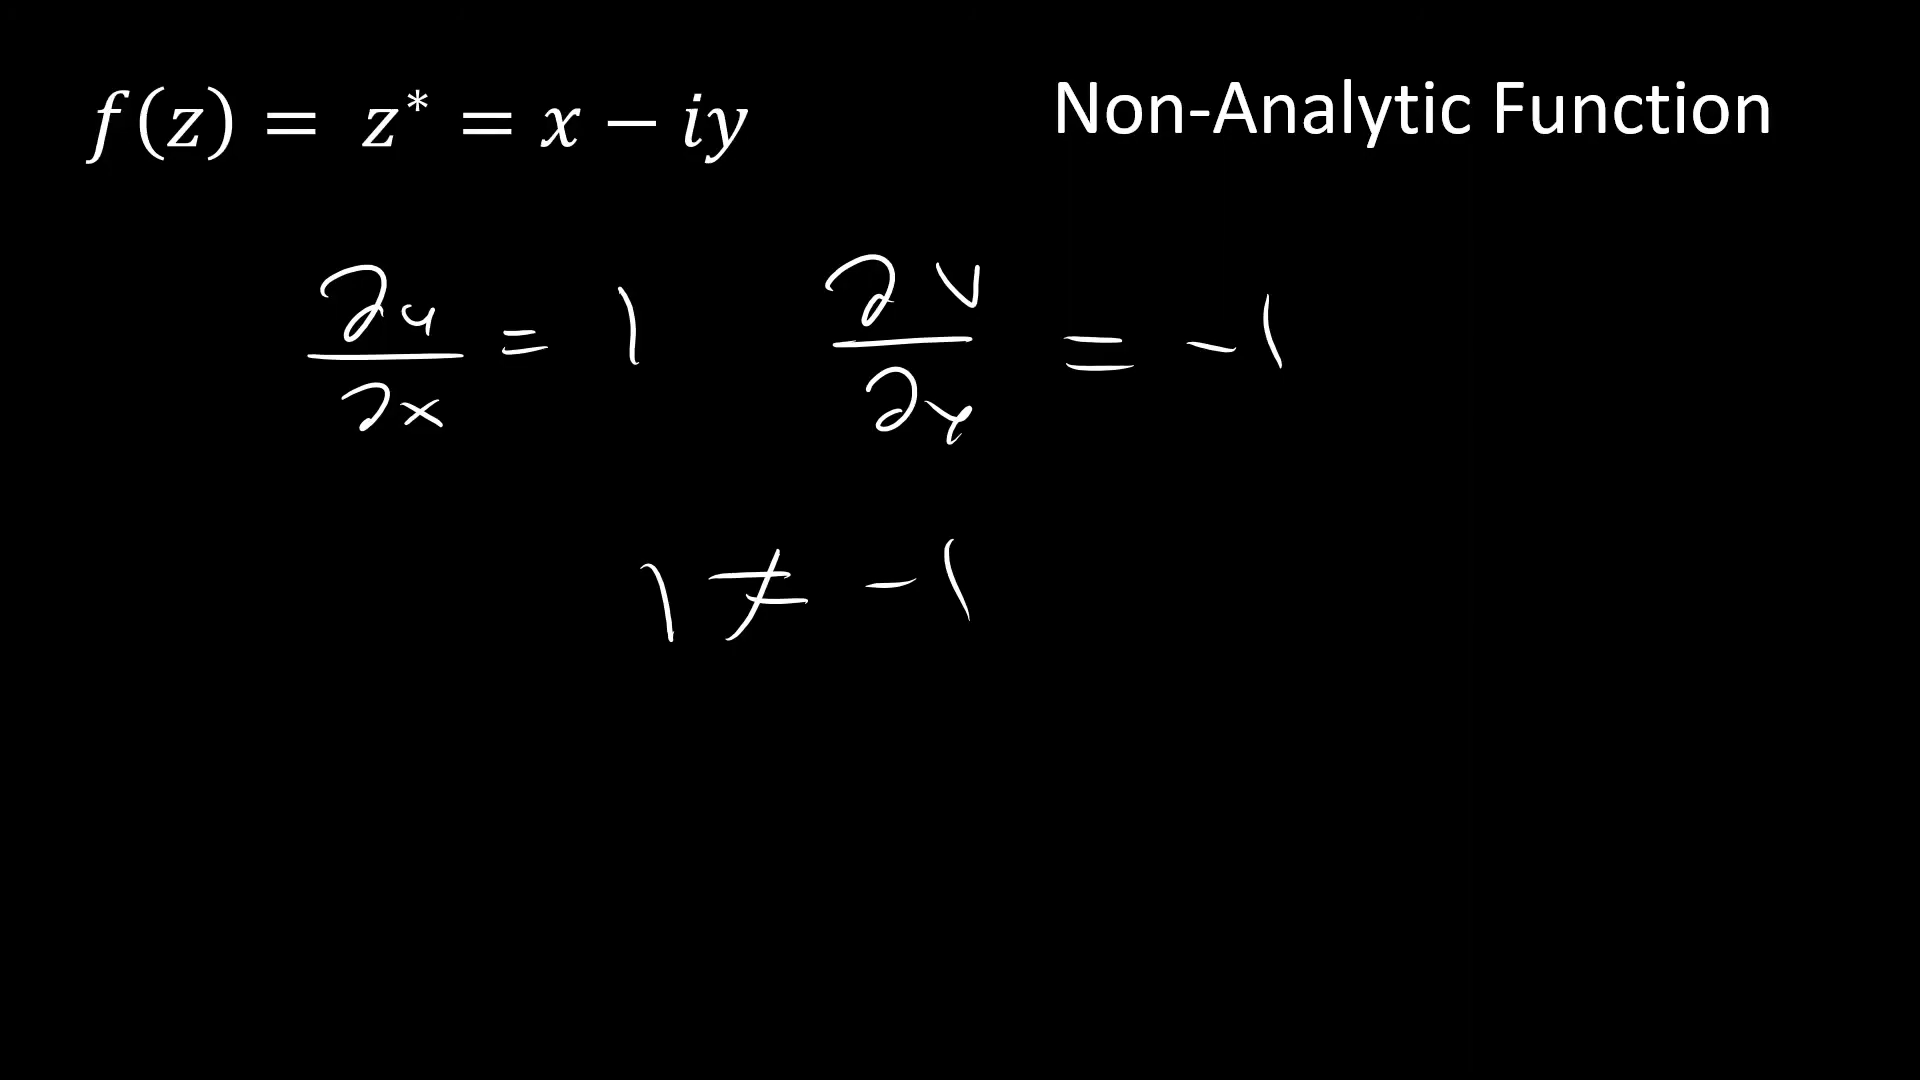 f(z) = z* = x − iy
Non-Analytic Function
∂u/∂x = 1 ∂v/∂y = −1
1 ≠ −1